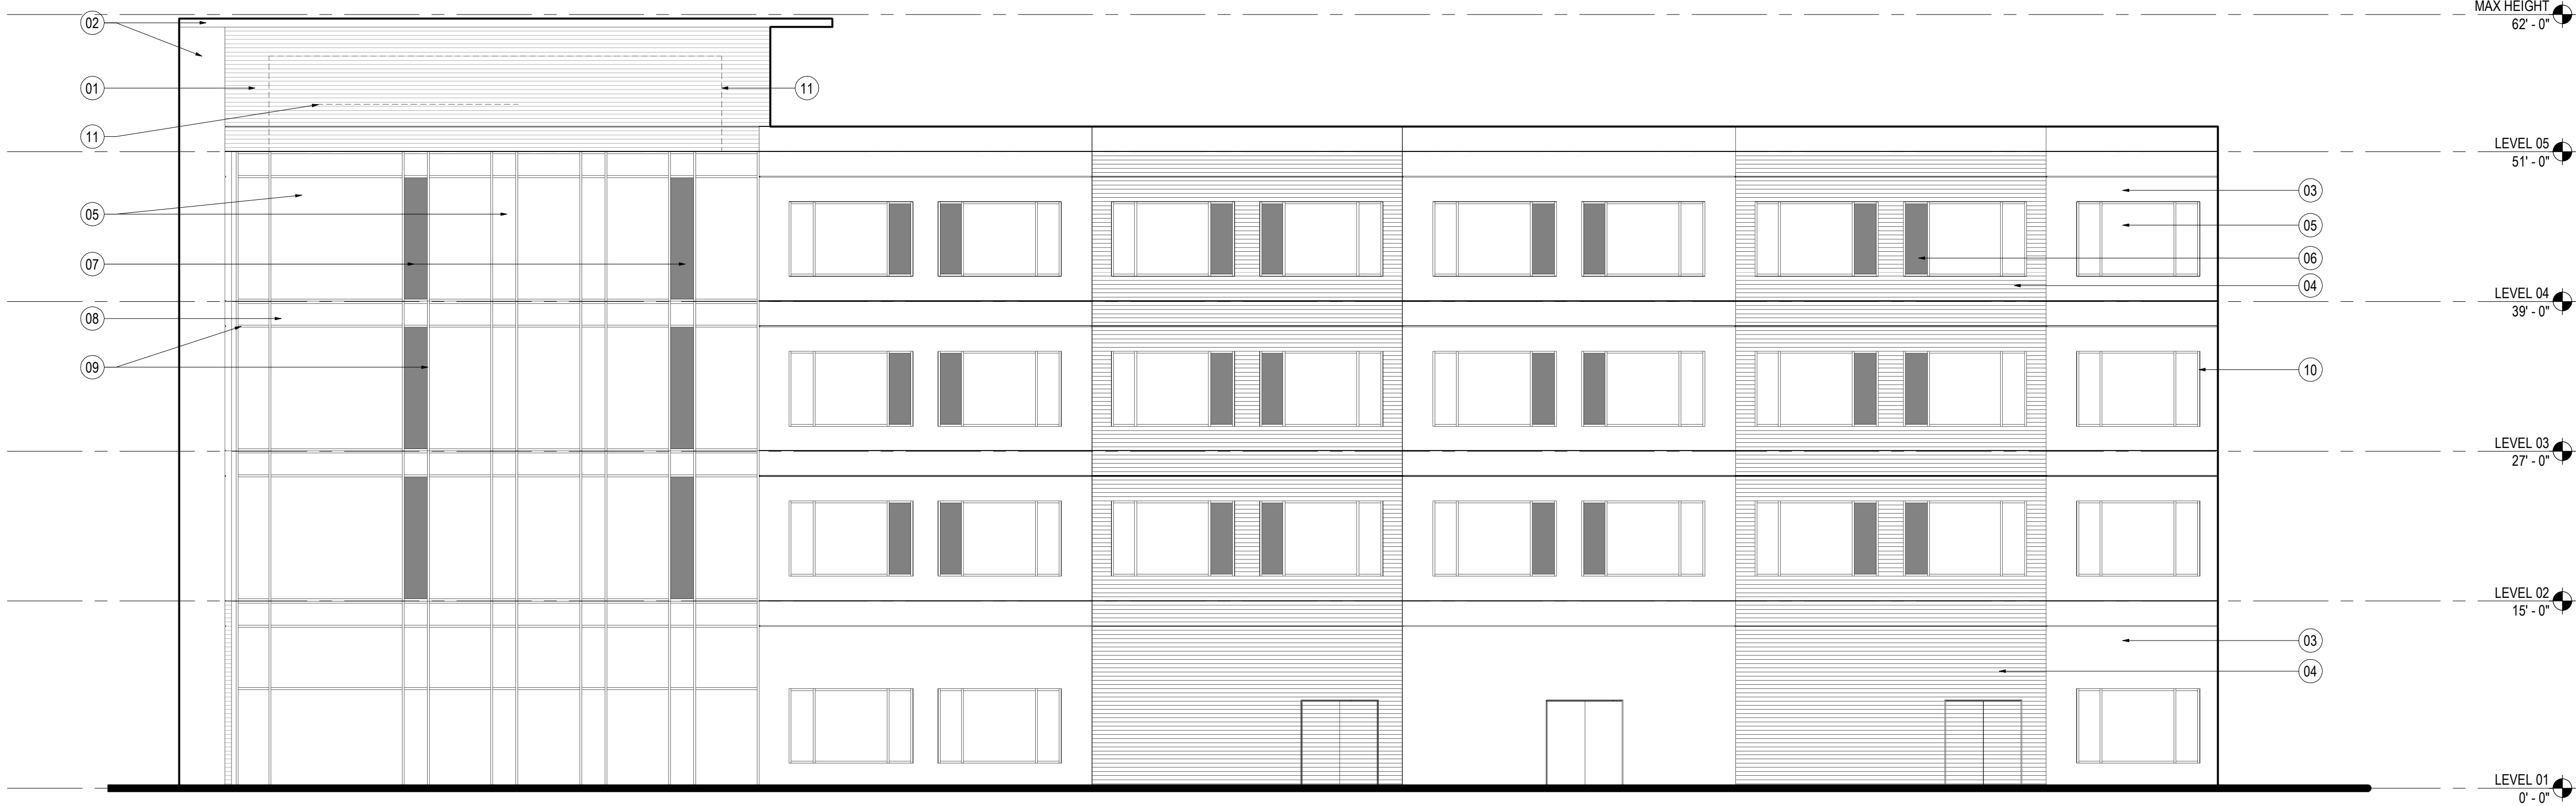 MAX HEIGHT
62' - 0"
02
01
11
11
LEVEL 05
51' - 0"
03
05
05
07
06
04
LEVEL 04
39' - 0"
08
09
10
LEVEL 03
27' - 0"
LEVEL 02
15' - 0"
03
04
LEVEL 01
0' - 0"